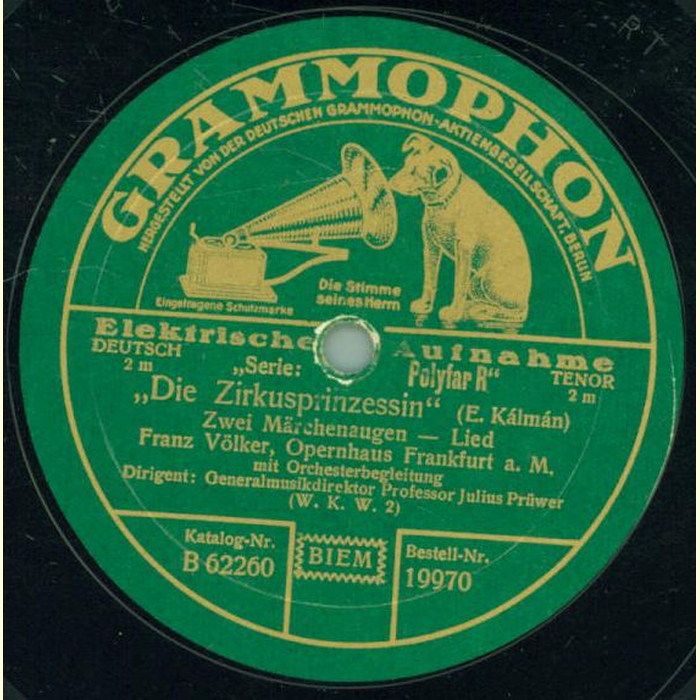 GRAMMOPHON
HERGESTELLT VON DER DEUTSCHEN GRAMMOPHON-AKTIENGESELLSCHAFT, BERLIN
Die Stimme
seines Herrn
Eingetragene Schutzmarke
Elektrische Aufnahme
DEUTSCH „Serie: Polyfar R“ TENOR
2 m 2 m
„Die Zirkusprinzessin“ (E. Kálmán)
Zwei Märchenaugen — Lied
Franz Völker, Opernhaus Frankfurt a. M.
mit Orchesterbegleitung
Dirigent: Generalmusikdirektor Professor Julius Prüwer
(W. K. W. 2)
Katalog-Nr.
B 62260
BIEM
Bestell-Nr.
19970
R T